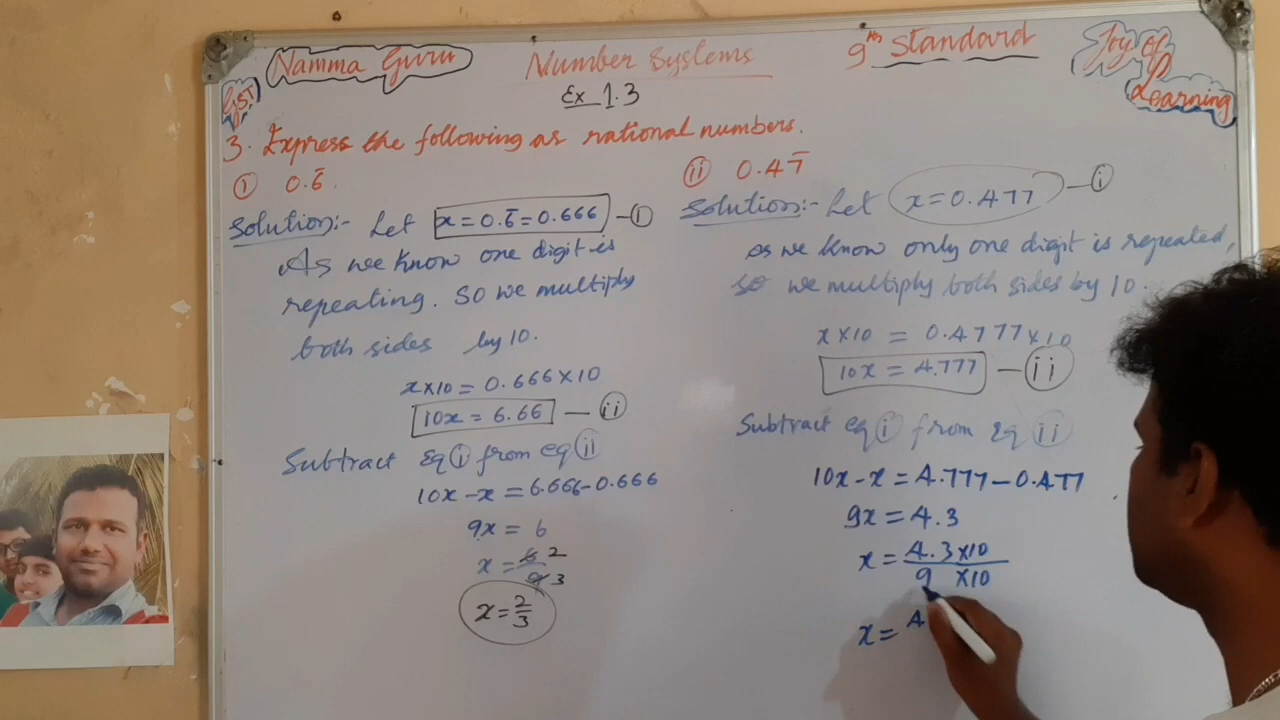 Namma Guru Number Systems 9th Standard Joy of Learning
GST
Ex 1.3
3. Express the following as rational numbers.
(i) 0.6̅.
Solution:- Let x = 0.6̅ = 0.666 —(i)
As we know one digit is
repeating. So we multiply
both sides by 10.
x×10 = 0.666×10
10x = 6.66 — (ii)
Subtract Eq (i) from eq (ii)
10x-x = 6.666-0.666
9x = 6
x = 6/9 2/3
x = 2/3
(ii) 0.47̅
Solution:- Let x = 0.477 —(i)
as we know only one digit is repeated,
so we multiply both sides by 10.
x×10 = 0.4777×10
10x = 4.777 — (ii)
Subtract eq (i) from Eq (ii)
10x-x = 4.777-0.477
9x = 4.3
x = 4.3×10/9×10
x = 4